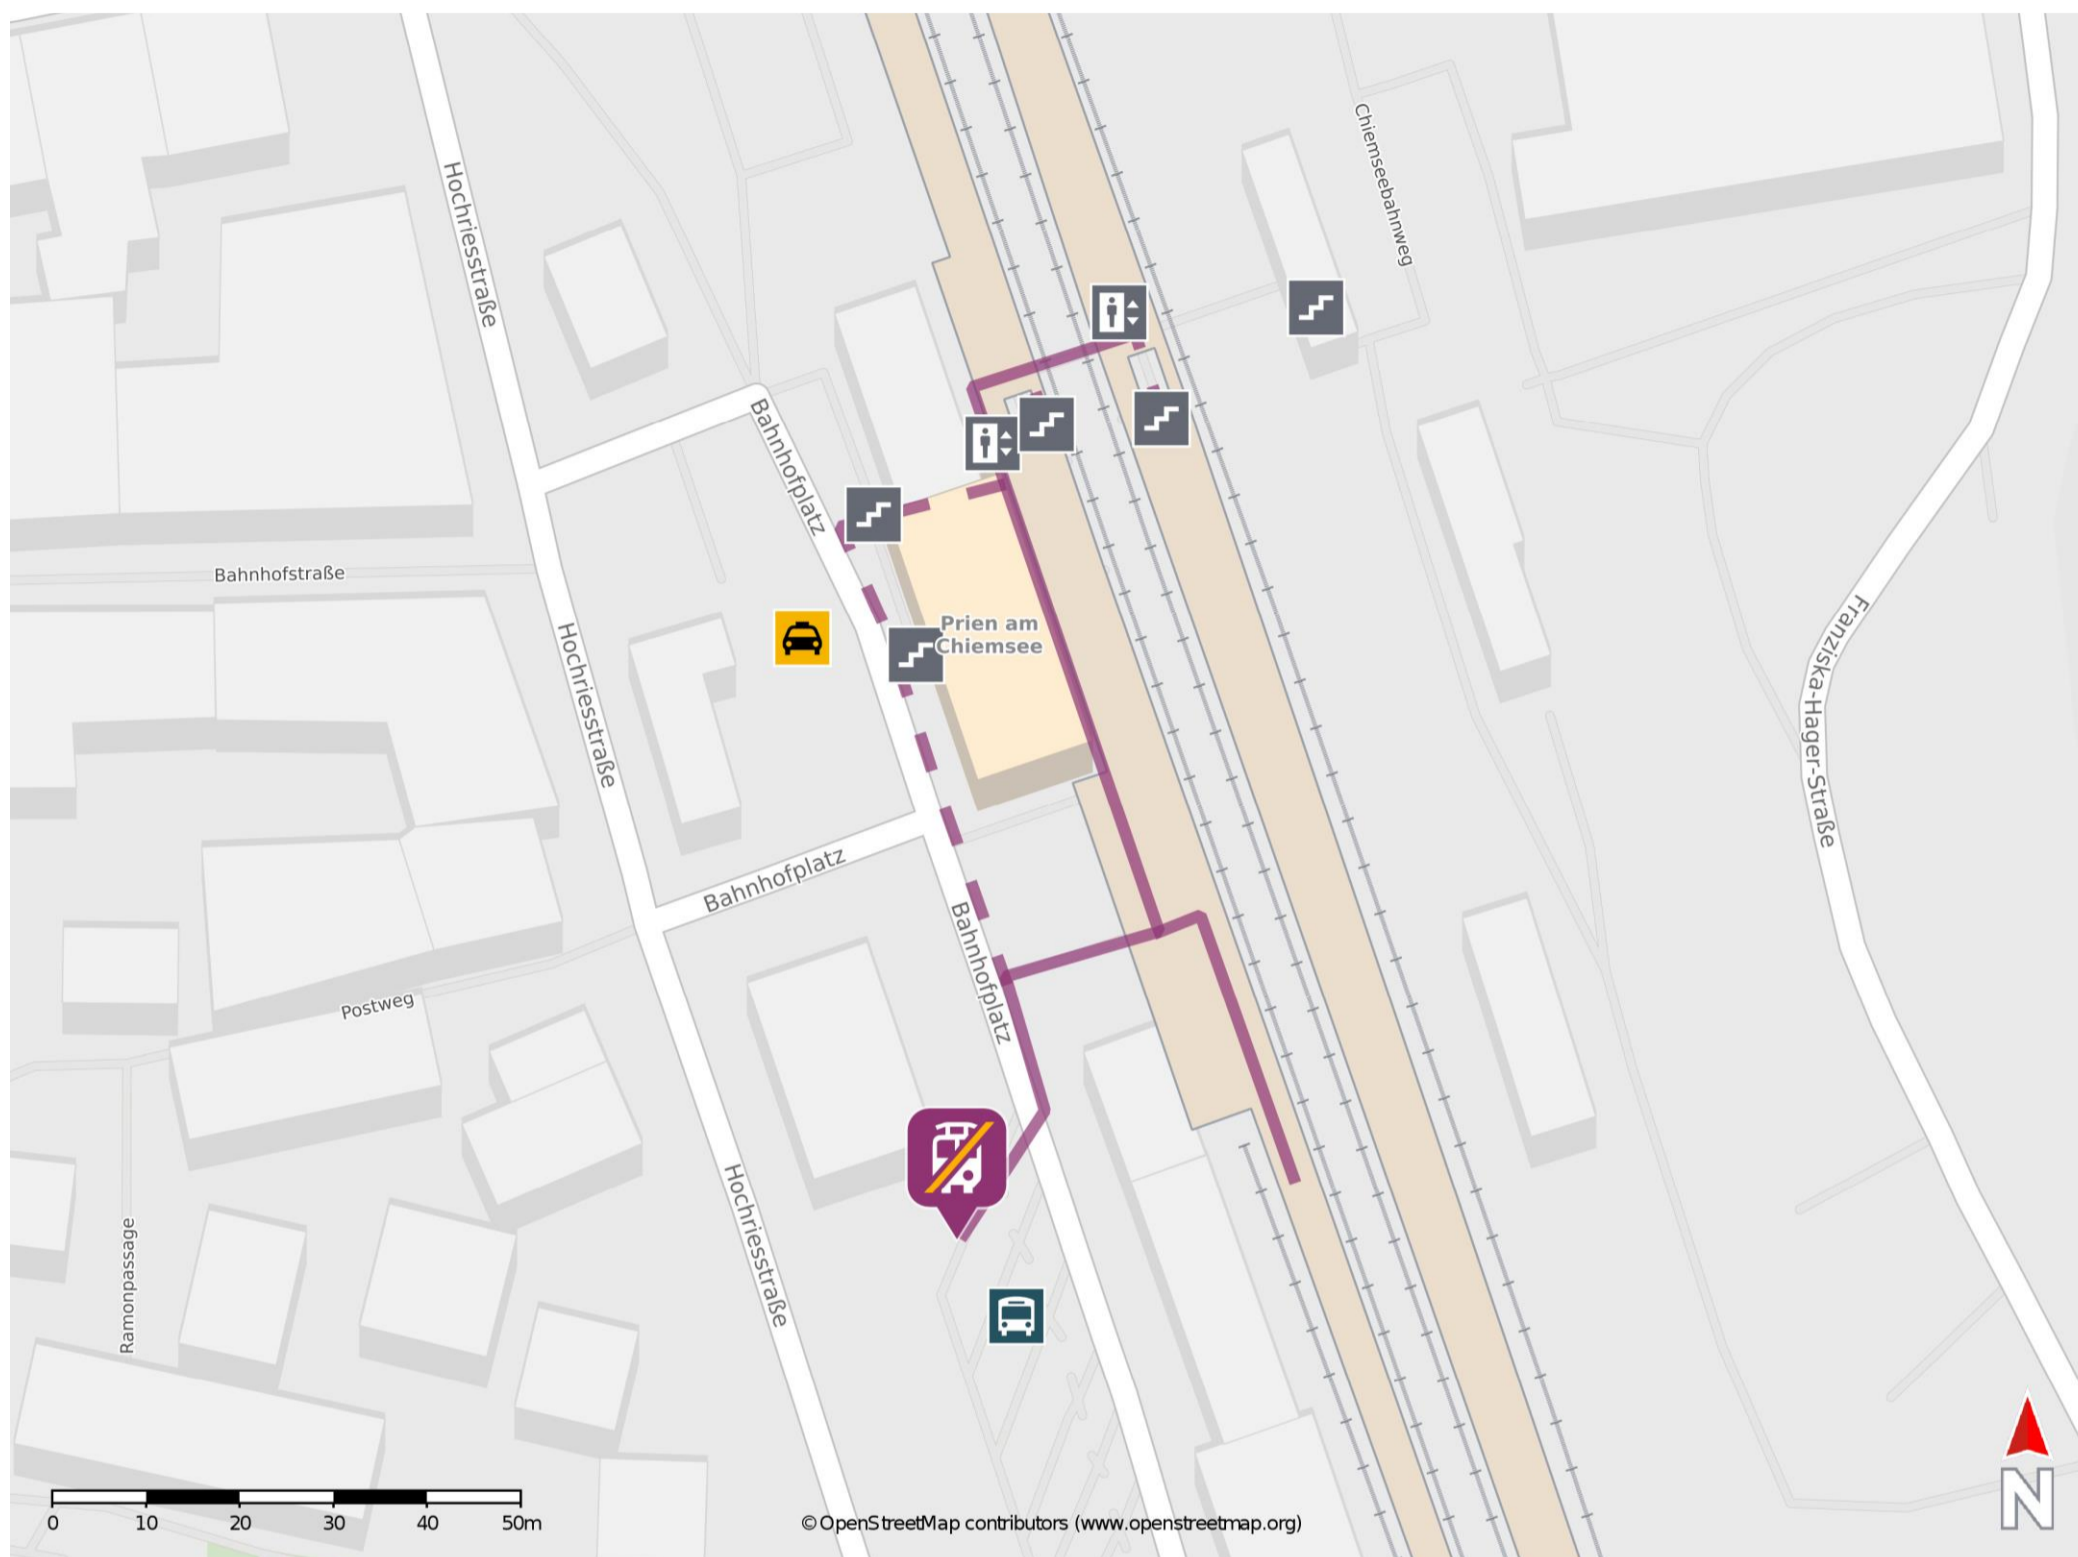 Hochriesstraße
Chiemseebahnweg
Bahnhofplatz
Bahnhofstraße
Prien am
Chiemsee
Hochriesstraße
Franziska-Hager-Straße
Bahnhofplatz
Bahnhofplatz
Postweg
Hochriesstraße
Ramonpassage
0 10 20 30 40 50m
©OpenStreetMap contributors (www.openstreetmap.org)
N